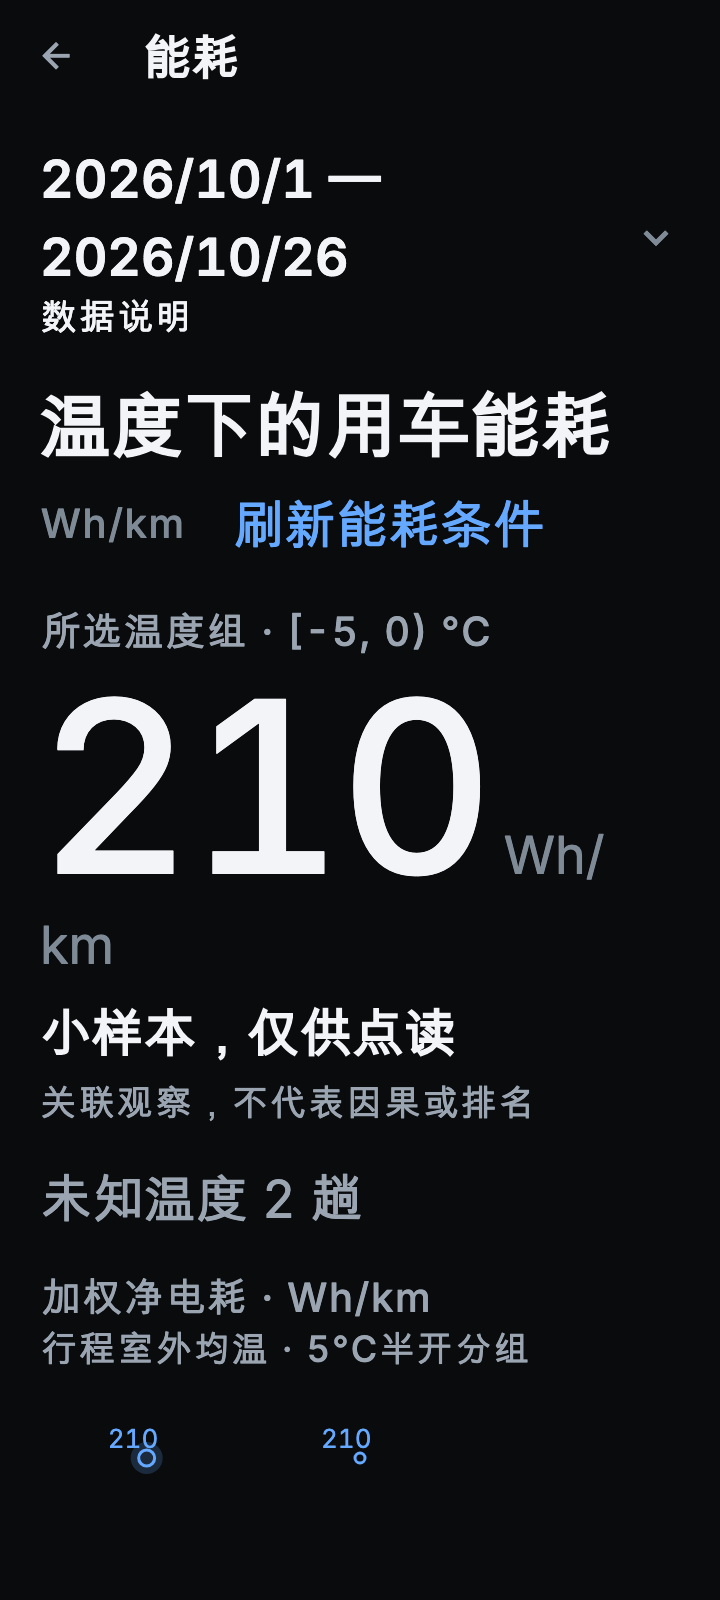 能耗
2026/10/1 —
2026/10/26
数据说明
温度下的用车能耗
Wh/km 刷新能耗条件
所选温度组 · [-5, 0) °C
210 Wh/
km
小样本，仅供点读
关联观察，不代表因果或排名
未知温度 2 趟
加权净电耗 · Wh/km
行程室外均温 · 5°C半开分组
210 210